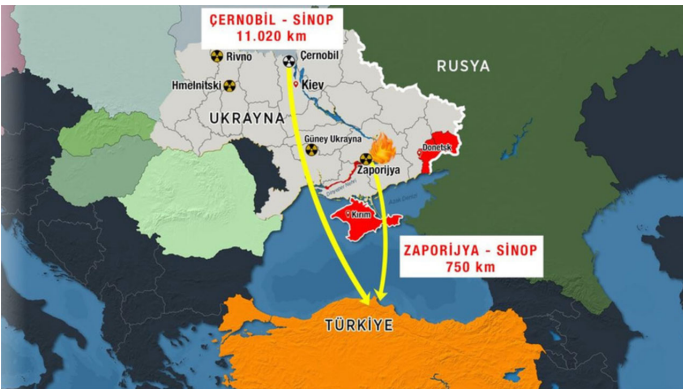 ÇERNOBİL - SİNOP
11.020 km
Rivno
Çernobil
RUSYA
Hmelnitski
Kiev
UKRAYNA
Güney Ukrayna
Donetsk
Zaporijya
Kırım
ZAPORİJYA - SİNOP
750 km
TÜRKİYE